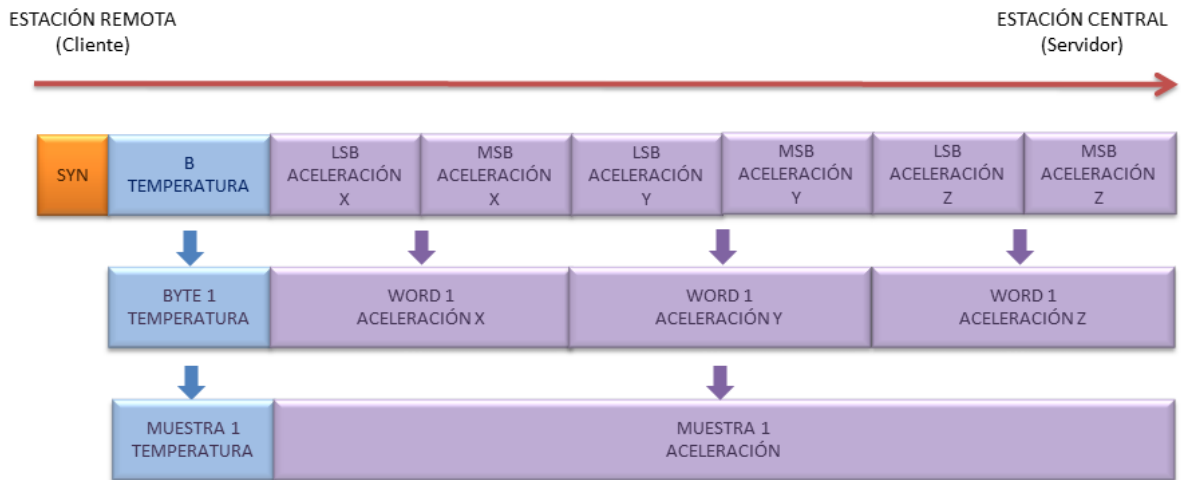 ESTACIÓN REMOTA
(Cliente)
ESTACIÓN CENTRAL
(Servidor)
SYN
B
TEMPERATURA
LSB
ACELERACIÓN
X
MSB
ACELERACIÓN
X
LSB
ACELERACIÓN
Y
MSB
ACELERACIÓN
Y
LSB
ACELERACIÓN
Z
MSB
ACELERACIÓN
Z
BYTE 1
TEMPERATURA
WORD 1
ACELERACIÓN X
WORD 1
ACELERACIÓN Y
WORD 1
ACELERACIÓN Z
MUESTRA 1
TEMPERATURA
MUESTRA 1
ACELERACIÓN